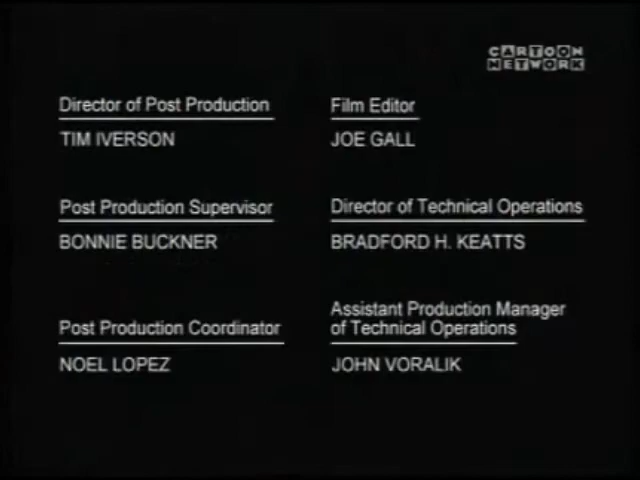 CARTOON
NETWORK
Director of Post Production
TIM IVERSON
Film Editor
JOE GALL
Post Production Supervisor
BONNIE BUCKNER
Director of Technical Operations
BRADFORD H. KEATTS
Post Production Coordinator
NOEL LOPEZ
Assistant Production Manager
of Technical Operations
JOHN VORALIK